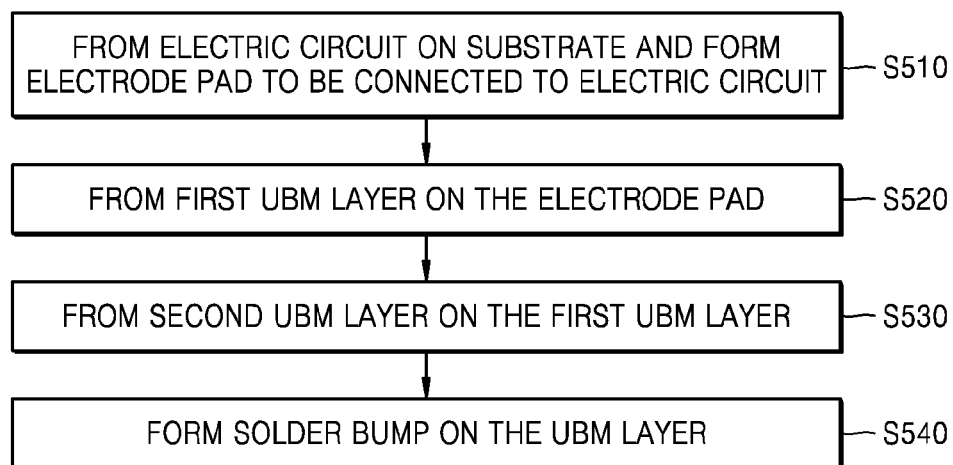 FROM ELECTRIC CIRCUIT ON SUBSTRATE AND FORM
ELECTRODE PAD TO BE CONNECTED TO ELECTRIC CIRCUIT
S510
FROM FIRST UBM LAYER ON THE ELECTRODE PAD
S520
FROM SECOND UBM LAYER ON THE FIRST UBM LAYER
S530
FORM SOLDER BUMP ON THE UBM LAYER
S540